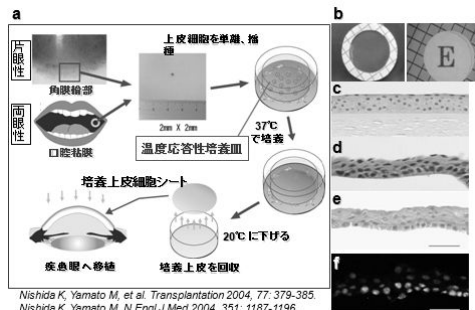 a
片眼性
角膜輪部
両眼性
口腔粘膜
2mm X 2mm
上皮細胞を単離、播
種
温度応答性培養皿
37℃
で培養
20℃に下げる
培養上皮を回収
培養上皮細胞シート
疾患眼へ移植
Nishida K, Yamato M, et al. Transplantation 2004, 77: 379-385.
Nishida K, Yamato M, N Engl J Med 2004, 351: 1187-1196
b
E
c
d
e
f